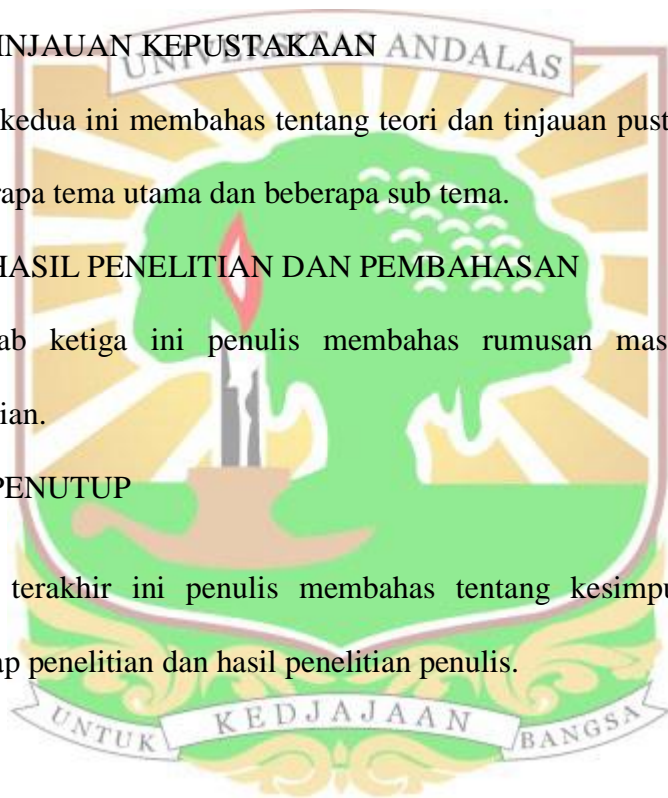 INJAUAN KEPUSTAKAAN
UNIVERSITAS ANDALAS
kedua ini membahas tentang teori dan tinjauan pust
rapa tema utama dan beberapa sub tema.
HASIL PENELITIAN DAN PEMBAHASAN
ab ketiga ini penulis membahas rumusan mas
ian.
PENUTUP
terakhir ini penulis membahas tentang kesimpu
ap penelitian dan hasil penelitian penulis.
UNTUK KEDJAJAAN BANGSA